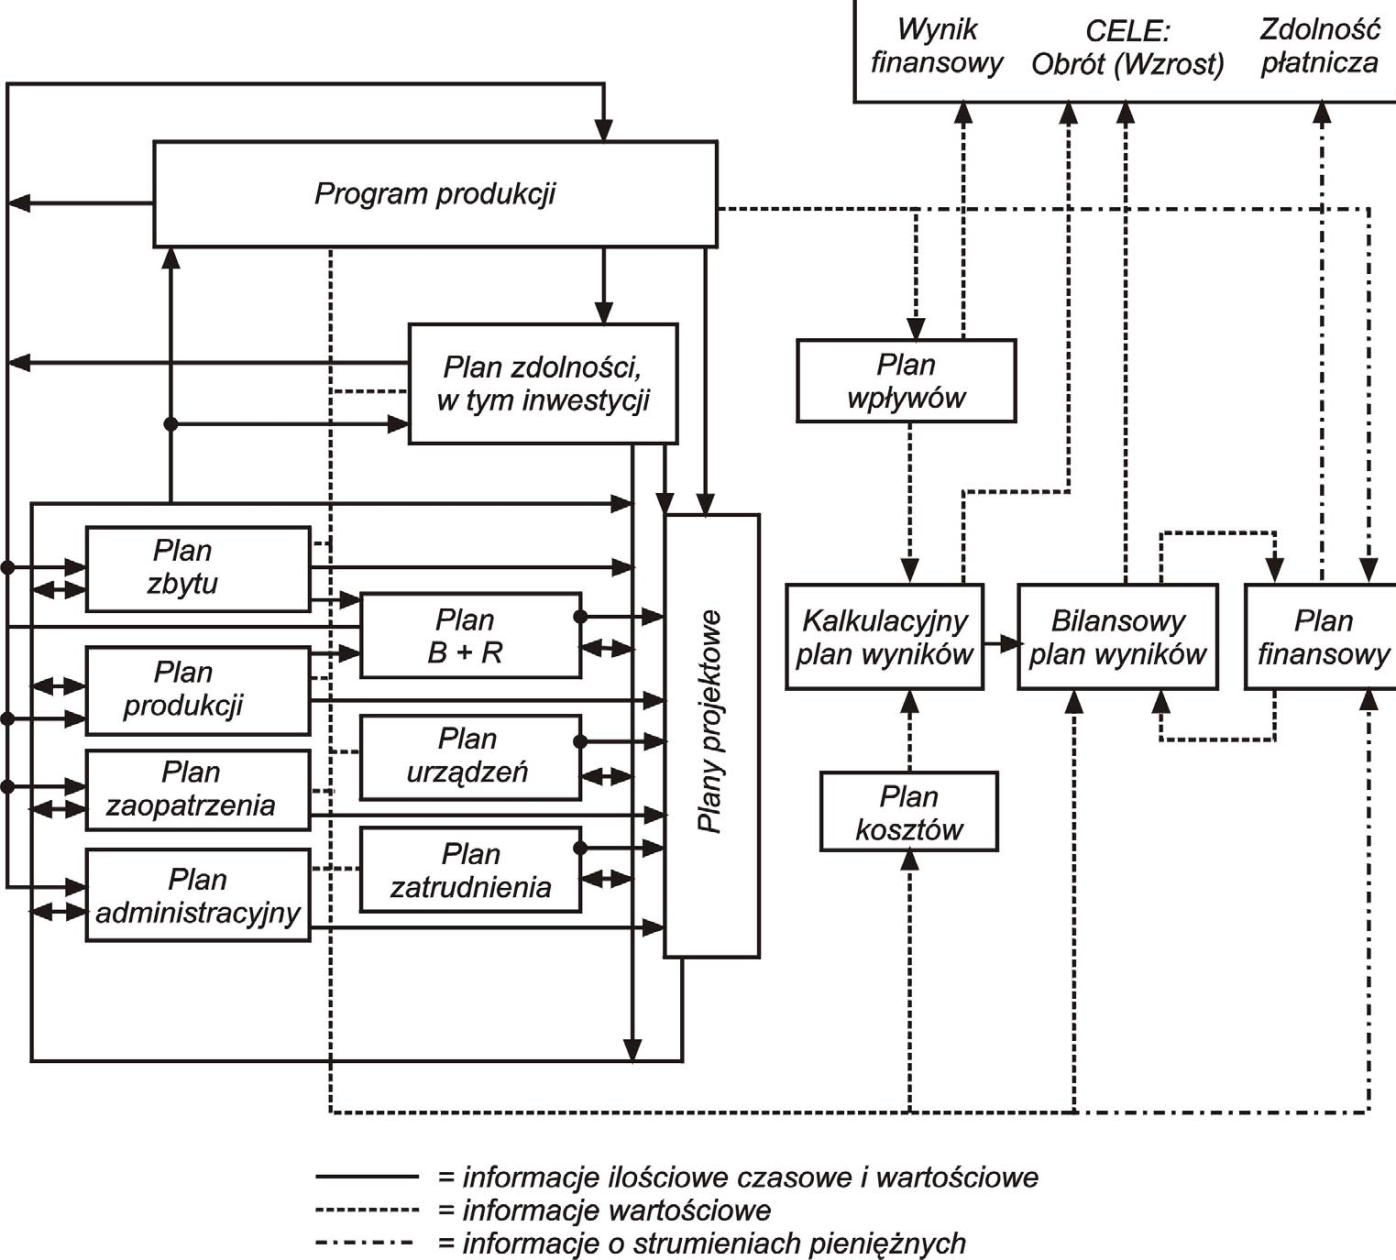 Wynik
finansowy
CELE:
Obrót (Wzrost)
Zdolność
płatnicza
Program produkcji
Plan zdolności,
w tym inwestycji
Plan
wpływów
Plan
zbytu
Plan
B + R
Plan
produkcji
Plan
urządzeń
Plan
zaopatrzenia
Plan
zatrudnienia
Plan
administracyjny
Plany projektowe
Kalkulacyjny
plan wyników
Bilansowy
plan wyników
Plan
finansowy
Plan
kosztów
= informacje ilościowe czasowe i wartościowe
= informacje wartościowe
= informacje o strumieniach pieniężnych